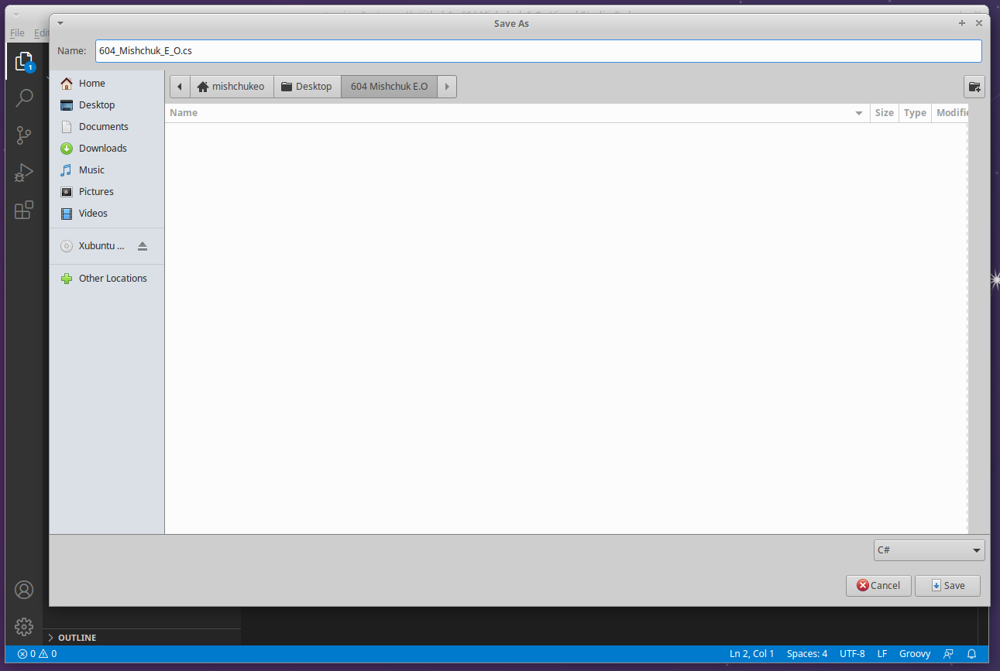 Save As
File Edit
Name: 604_Mishchuk_E_O.cs
1
Home
Desktop
Documents
Downloads
Music
Pictures
Videos
Xubuntu ...
Other Locations
mishchukeo Desktop 604 Mishchuk E.O
Name Size Type Modifie
C#
Cancel Save
OUTLINE
0 0 Ln 2, Col 1 Spaces: 4 UTF-8 LF Groovy